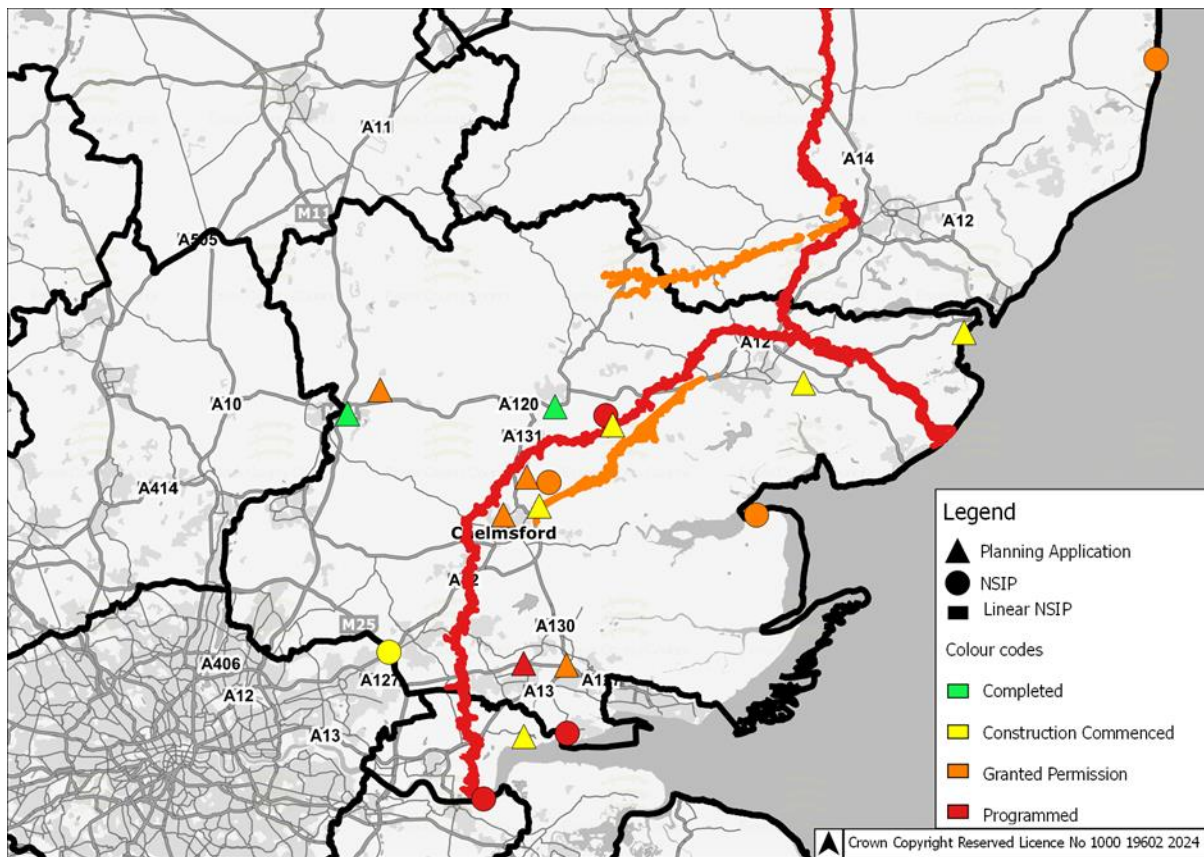 A11
A14
M11
A12
A505
A12
A10
A120
A131
A414
Chelmsford
A12
M25
A130
A406
A127
A12
A13
A13
Legend
Planning Application
NSIP
Linear NSIP
Colour codes
Completed
Construction Commenced
Granted Permission
Programmed
Crown Copyright Reserved Licence No 1000 19602 2024